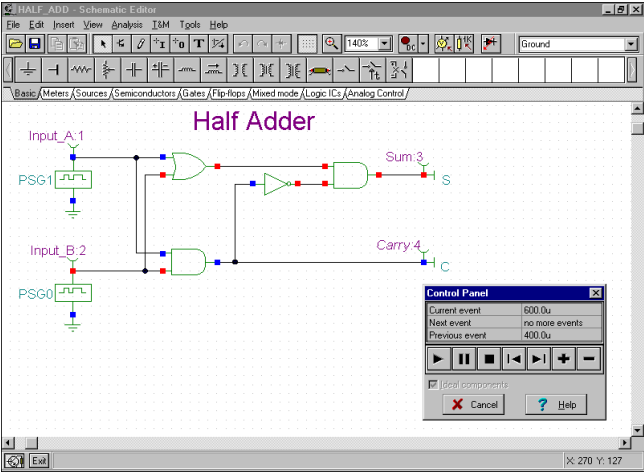 HALF_ADD - Schematic Editor
File Edit Insert View Analysis T&M Tools Help
140% Ground
Basic Meters Sources Semiconductors Gates Flip-flops Mixed mode Logic ICs Analog Control
Half Adder
Input_A:1
PSG1
Sum:3
S
Input_B:2
PSG0
Carry:4
C
Control Panel
Current event 600.0u
Next event no more events
Previous event 400.0u
Ideal components
Cancel Help
Exit X: 270 Y: 127